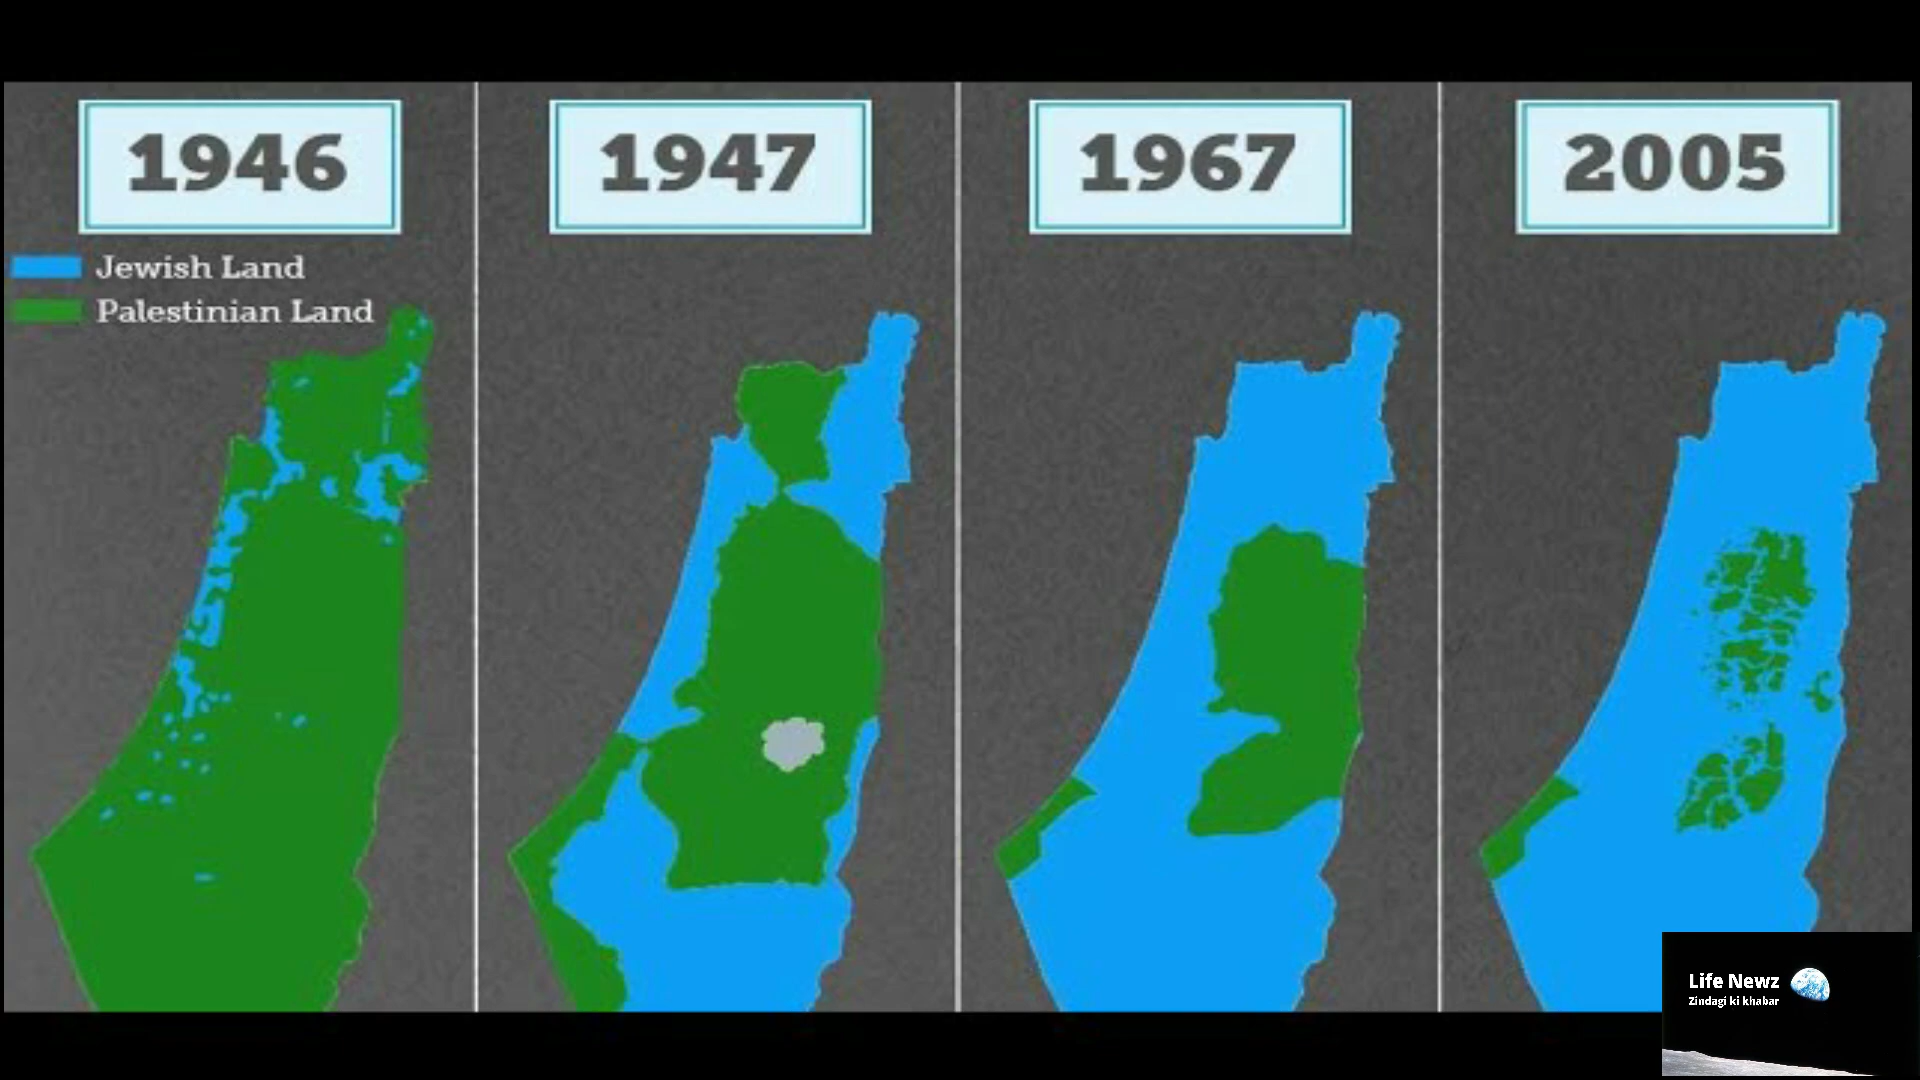 1946
1947
1967
2005
Jewish Land
Palestinian Land
Life Newz
Zindagi ki khabar